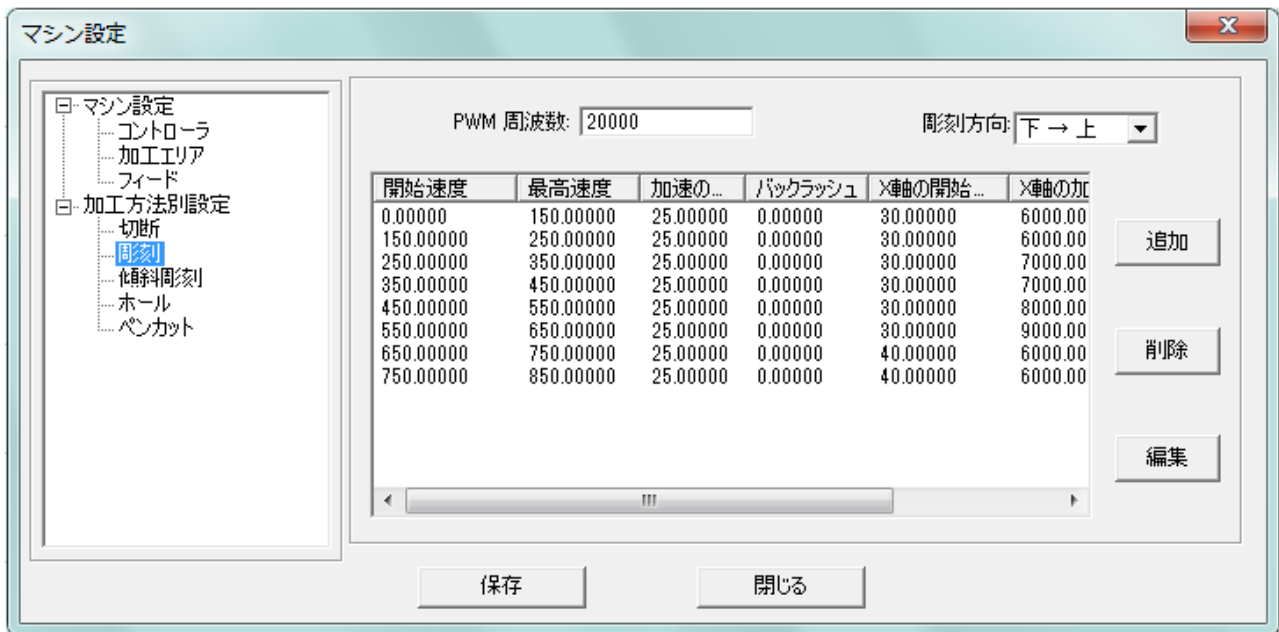 マシン設定
マシン設定
コントローラ
加工エリア
フィード
加工方法別設定
切断
彫刻
傾斜彫刻
ホール
ペンカット
PWM 周波数: 20000
彫刻方向: 下 → 上
開始速度 最高速度 加速の... バックラッシュ X軸の開始... X軸の加
0.00000 150.00000 25.00000 0.00000 30.00000 6000.00
150.00000 250.00000 25.00000 0.00000 30.00000 6000.00
250.00000 350.00000 25.00000 0.00000 30.00000 7000.00
350.00000 450.00000 25.00000 0.00000 30.00000 7000.00
450.00000 550.00000 25.00000 0.00000 30.00000 8000.00
550.00000 650.00000 25.00000 0.00000 30.00000 9000.00
650.00000 750.00000 25.00000 0.00000 40.00000 6000.00
750.00000 850.00000 25.00000 0.00000 40.00000 6000.00
追加
削除
編集
保存 閉じる